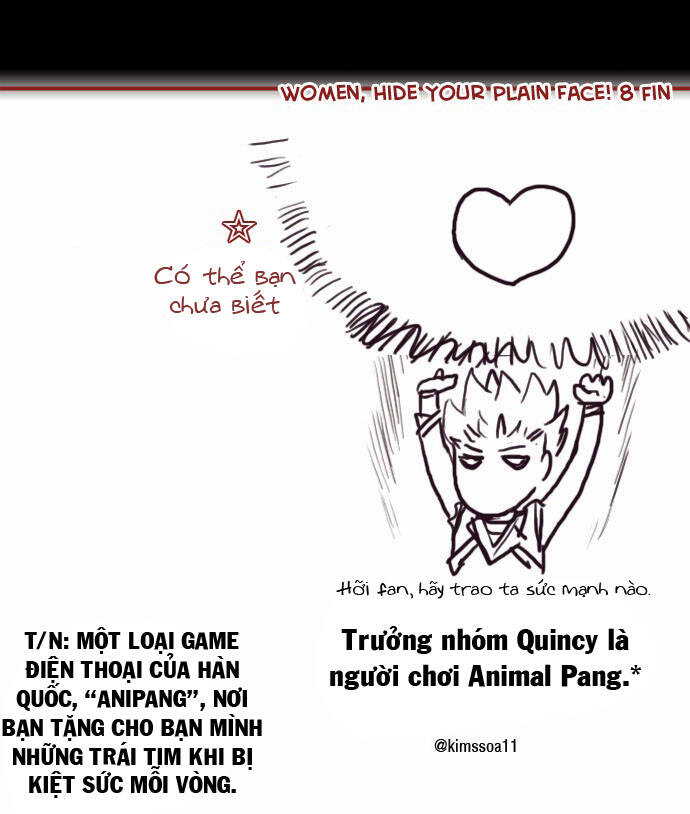 WOMEN, HIDE YOUR PLAIN FACE! 8 FIN
Có thể bạn
chưa biết
Hỡi fan, hãy trao ta sức mạnh nào.
Trưởng nhóm Quincy là
người chơi Animal Pang.*
@kimssoa11
T/N: MỘT LOẠI GAME
ĐIỆN THOẠI CỦA HÀN
QUỐC, “ANIPANG”, NƠI
BẠN TẶNG CHO BẠN MÌNH
NHỮNG TRÁI TIM KHI BỊ
KIỆT SỨC MỖI VÒNG.